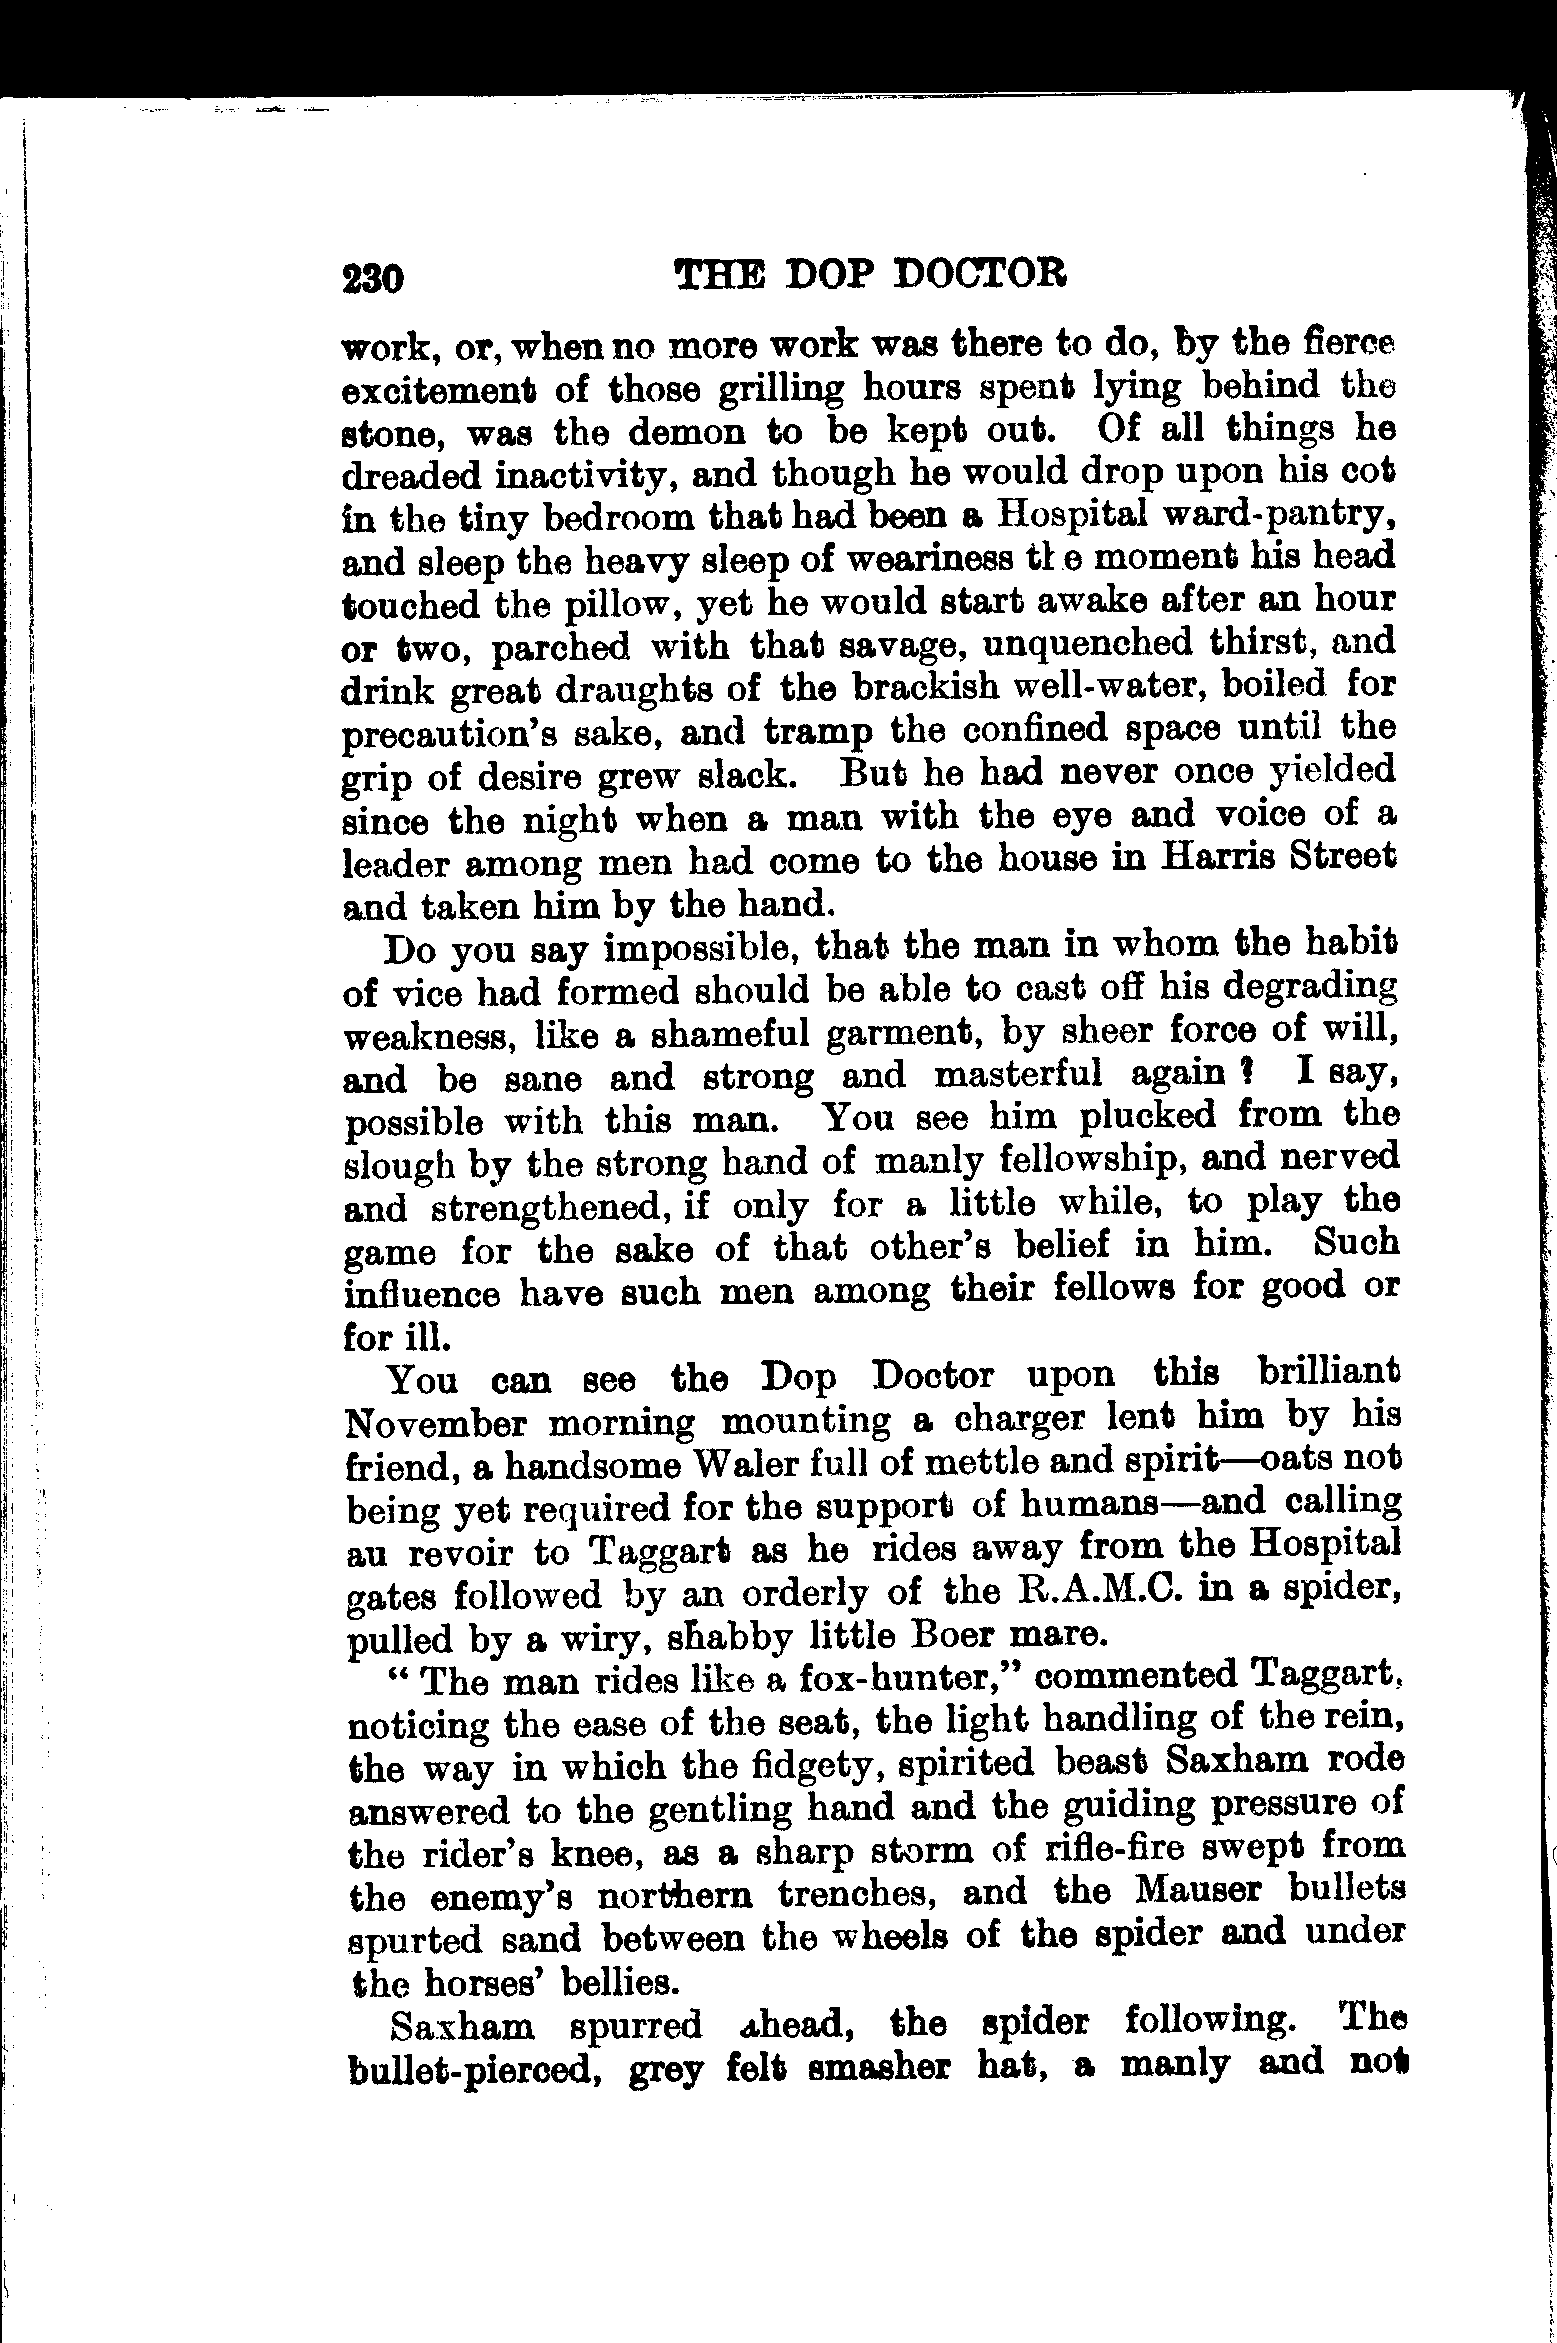 230 THE DOP DOCTOR
work, or, when no more work was there to do, by the fierce
excitement of those grilling hours spent lying behind the
stone, was the demon to be kept out. Of all things he
dreaded inactivity, and though he would drop upon his cot
in the tiny bedroom that had been a Hospital ward-pantry,
and sleep the heavy sleep of weariness the moment his head
touched the pillow, yet he would start awake after an hour
or two, parched with that savage, unquenched thirst, and
drink great draughts of the brackish well-water, boiled for
precaution's sake, and tramp the confined space until the
grip of desire grew slack. But he had never once yielded
since the night when a man with the eye and voice of a
leader among men had come to the house in Harris Street
and taken him by the hand.
Do you say impossible, that the man in whom the habit
of vice had formed should be able to cast off his degrading
weakness, like a shameful garment, by sheer force of will,
and be sane and strong and masterful again ? I say,
possible with this man. You see him plucked from the
slough by the strong hand of manly fellowship, and nerved
and strengthened, if only for a little while, to play the
game for the sake of that other's belief in him. Such
influence have such men among their fellows for good or
for ill.
You can see the Dop Doctor upon this brilliant
November morning mounting a charger lent him by his
friend, a handsome Waler full of mettle and spirit—oats not
being yet required for the support of humans—and calling
au revoir to Taggart as he rides away from the Hospital
gates followed by an orderly of the R.A.M.C. in a spider,
pulled by a wiry, shabby little Boer mare.
“ The man rides like a fox-hunter,” commented Taggart,
noticing the ease of the seat, the light handling of the rein,
the way in which the fidgety, spirited beast Saxham rode
answered to the gentling hand and the guiding pressure of
the rider's knee, as a sharp storm of rifle-fire swept from
the enemy's northern trenches, and the Mauser bullets
spurted sand between the wheels of the spider and under
the horses' bellies.
Saxham spurred ahead, the spider following. The
bullet-pierced, grey felt smasher hat, a manly and not